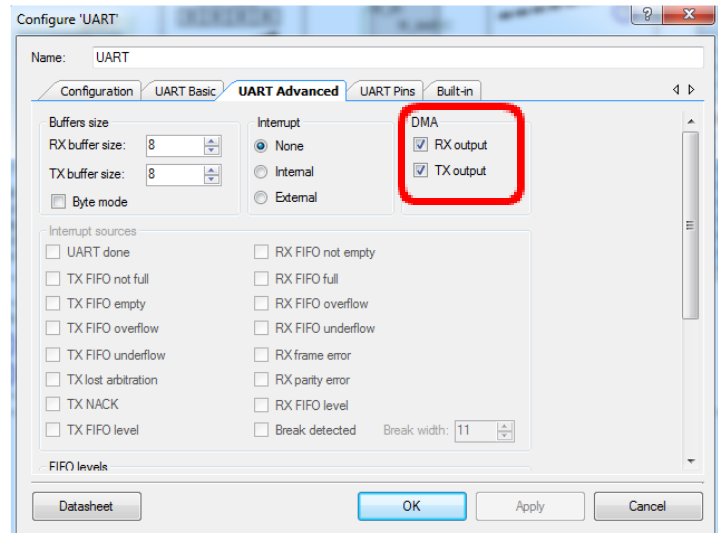 Configure 'UART'
Name: UART
Configuration UART Basic UART Advanced UART Pins Built-in
Buffers size
RX buffer size: 8
TX buffer size: 8
Byte mode
Interrupt
None
Internal
External
DMA
RX output
TX output
Interrupt sources
UART done
TX FIFO not full
TX FIFO empty
TX FIFO overflow
TX FIFO underflow
TX lost arbitration
TX NACK
TX FIFO level
RX FIFO not empty
RX FIFO full
RX FIFO overflow
RX FIFO underflow
RX frame error
RX parity error
RX FIFO level
Break detected Break width: 11
FIFO levels
Datasheet OK Apply Cancel